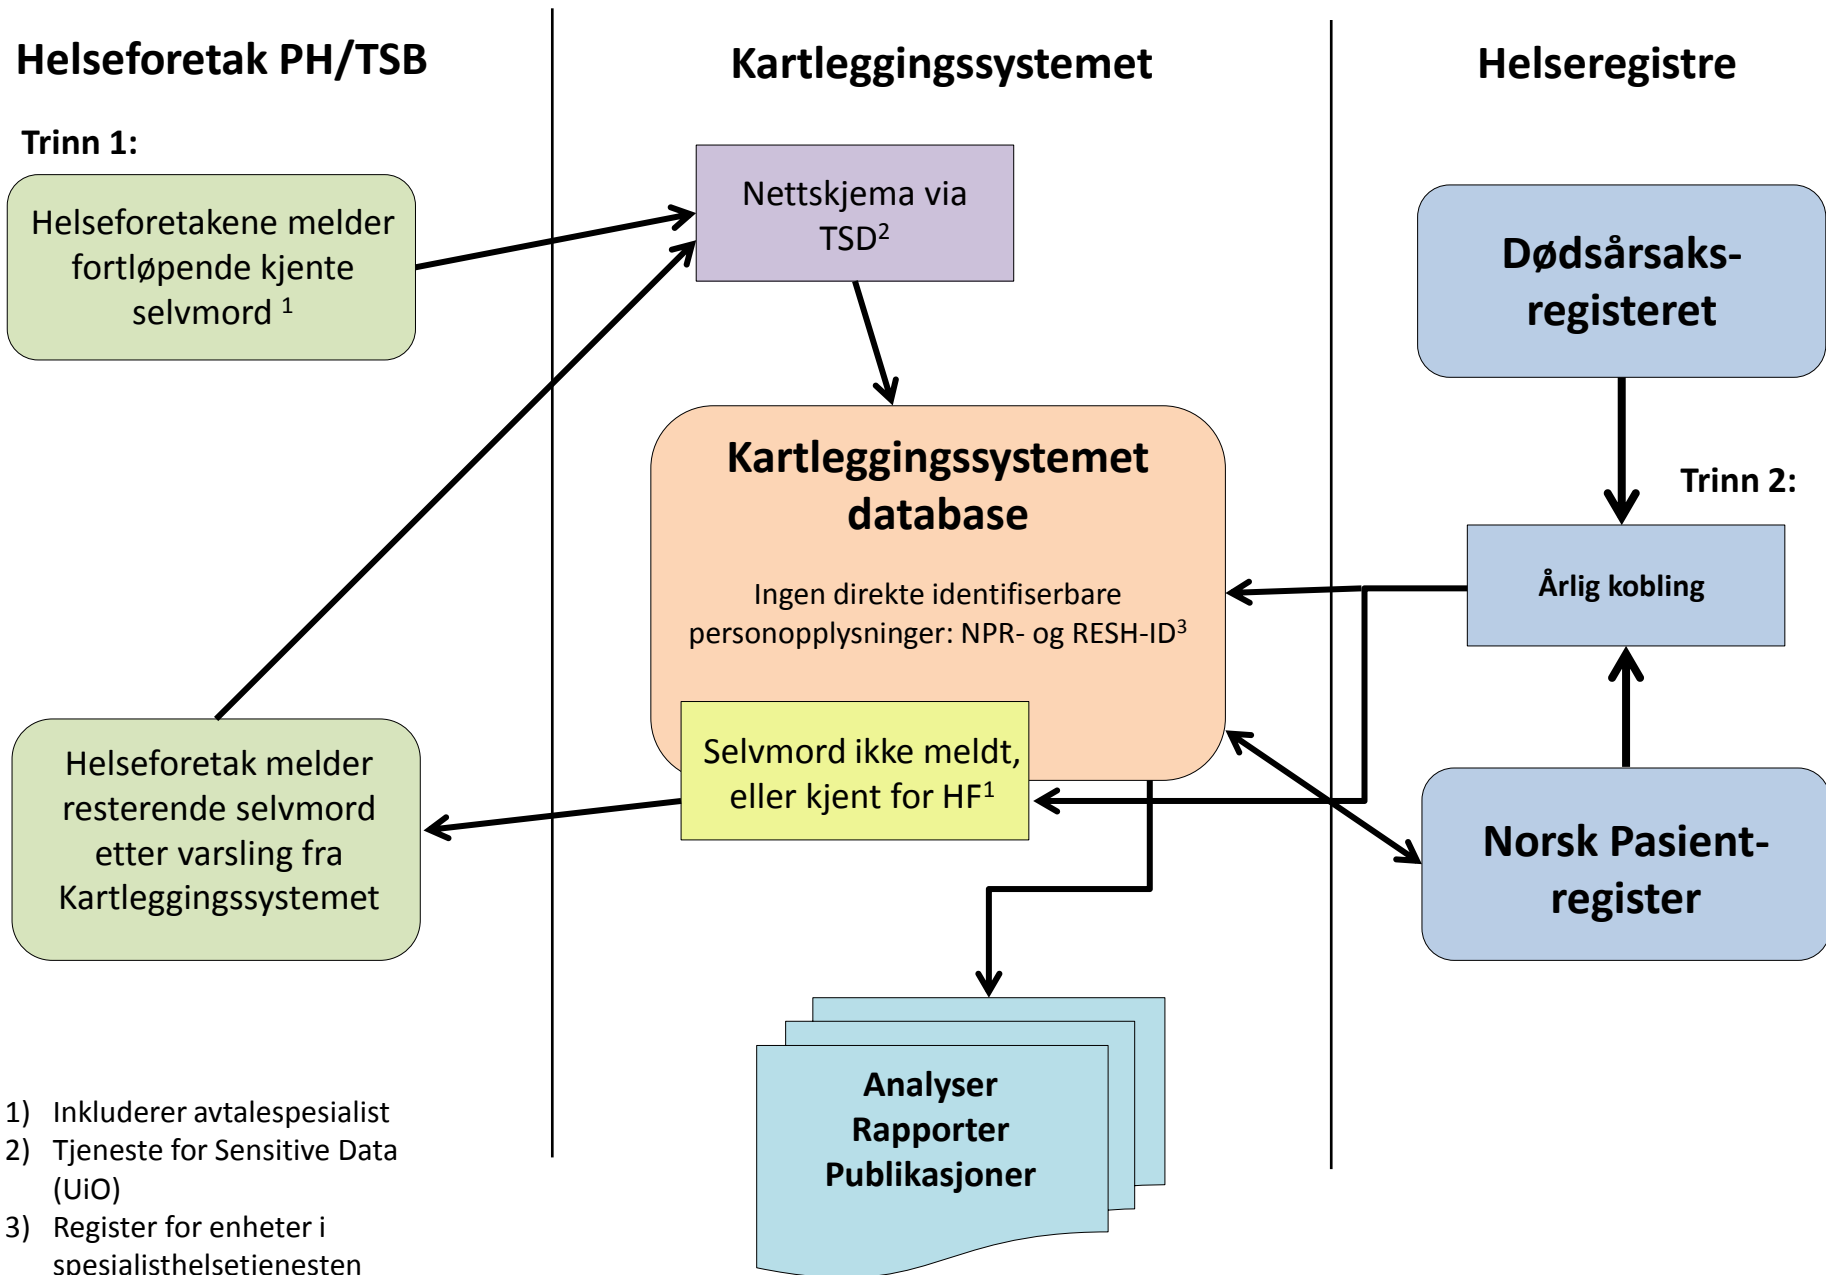 Helseforetak PH/TSB
Kartleggingssystemet
Helseregistre
Trinn 1:
Helseforetakene melder
fortløpende kjente
selvmord 1
Nettskjema via
TSD2
Dødsårsaks-
registeret
Kartleggingssystemet
database
Ingen direkte identifiserbare
personopplysninger: NPR- og RESH-ID3
Trinn 2:
Årlig kobling
Selvmord ikke meldt,
eller kjent for HF1
Helseforetak melder
resterende selvmord
etter varsling fra
Kartleggingssystemet
Norsk Pasient-
register
Analyser
Rapporter
Publikasjoner
1) Inkluderer avtalespesialist
2) Tjeneste for Sensitive Data
(UiO)
3) Register for enheter i
spesialisthelsetjenesten